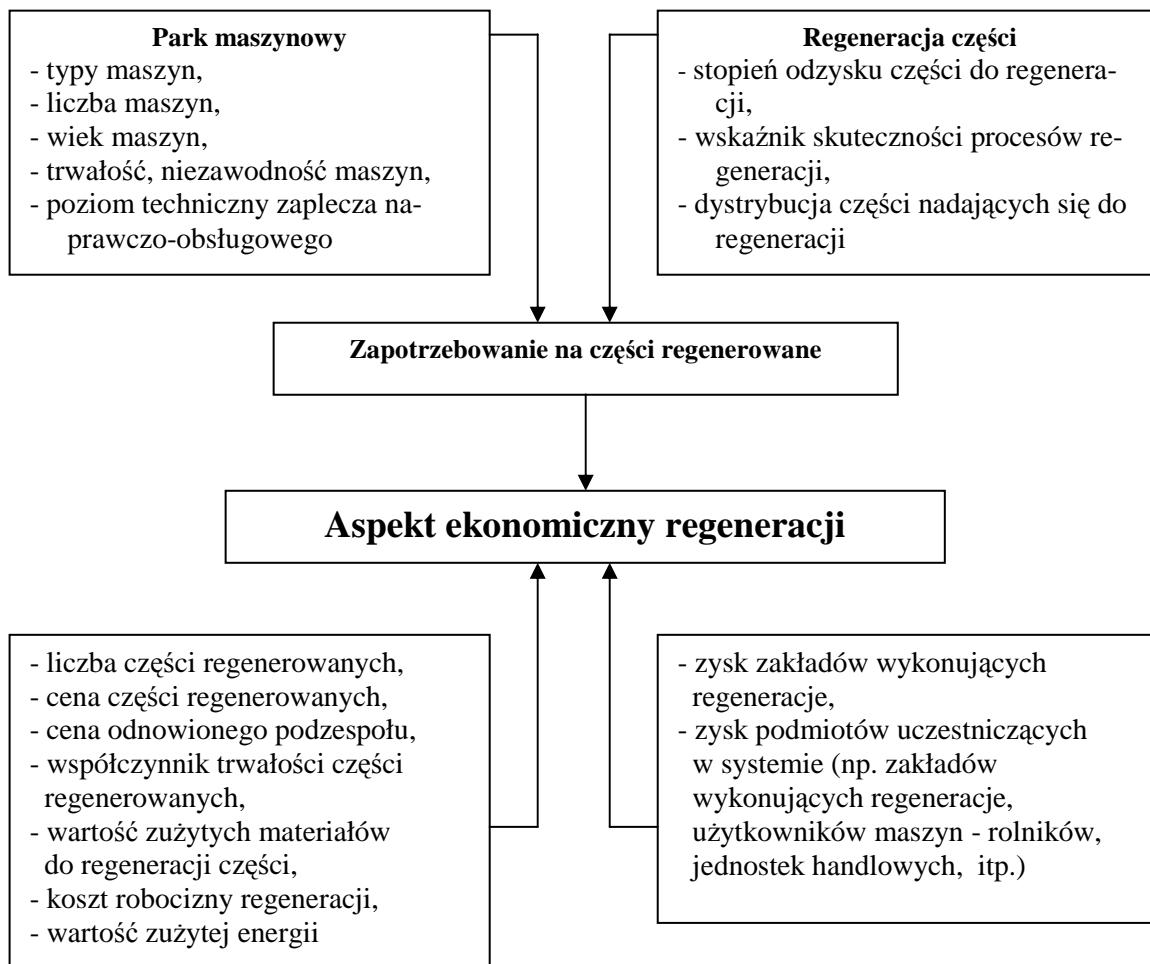 Park maszynowy
- typy maszyn,
- liczba maszyn,
- wiek maszyn,
- trwałość, niezawodność maszyn,
- poziom techniczny zaplecza na-
prawczo-obsługowego
Regeneracja części
- stopień odzysku części do regenera-
cji,
- wskaźnik skuteczności procesów re-
generacji,
- dystrybucja części nadających się do
regeneracji
Zapotrzebowanie na części regenerowane
Aspekt ekonomiczny regeneracji
- liczba części regenerowanych,
- cena części regenerowanych,
- cena odnowionego podzespołu,
- współczynnik trwałości części
regenerowanych,
- wartość zużytych materiałów
do regeneracji części,
- koszt robocizny regeneracji,
- wartość zużytej energii
- zysk zakładów wykonujących
regeneracje,
- zysk podmiotów uczestniczących
w systemie (np. zakładów
wykonujących regeneracje,
użytkowników maszyn - rolników,
jednostek handlowych, itp.)